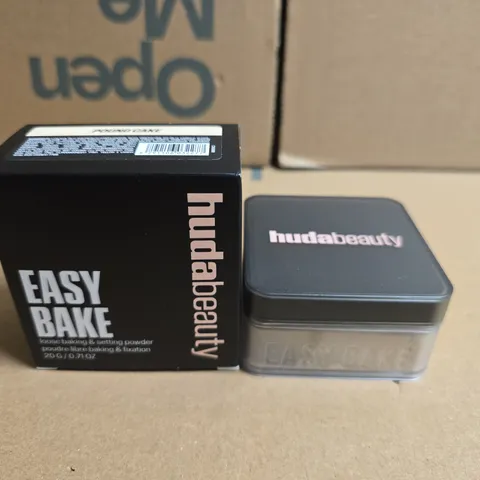 Open
Me
POUND CAKE
hudabeauty
EASY
BAKE
loose baking & setting powder
poudre libre baking & fixation
20 G / 0.71 OZ
hudabeauty
EASY